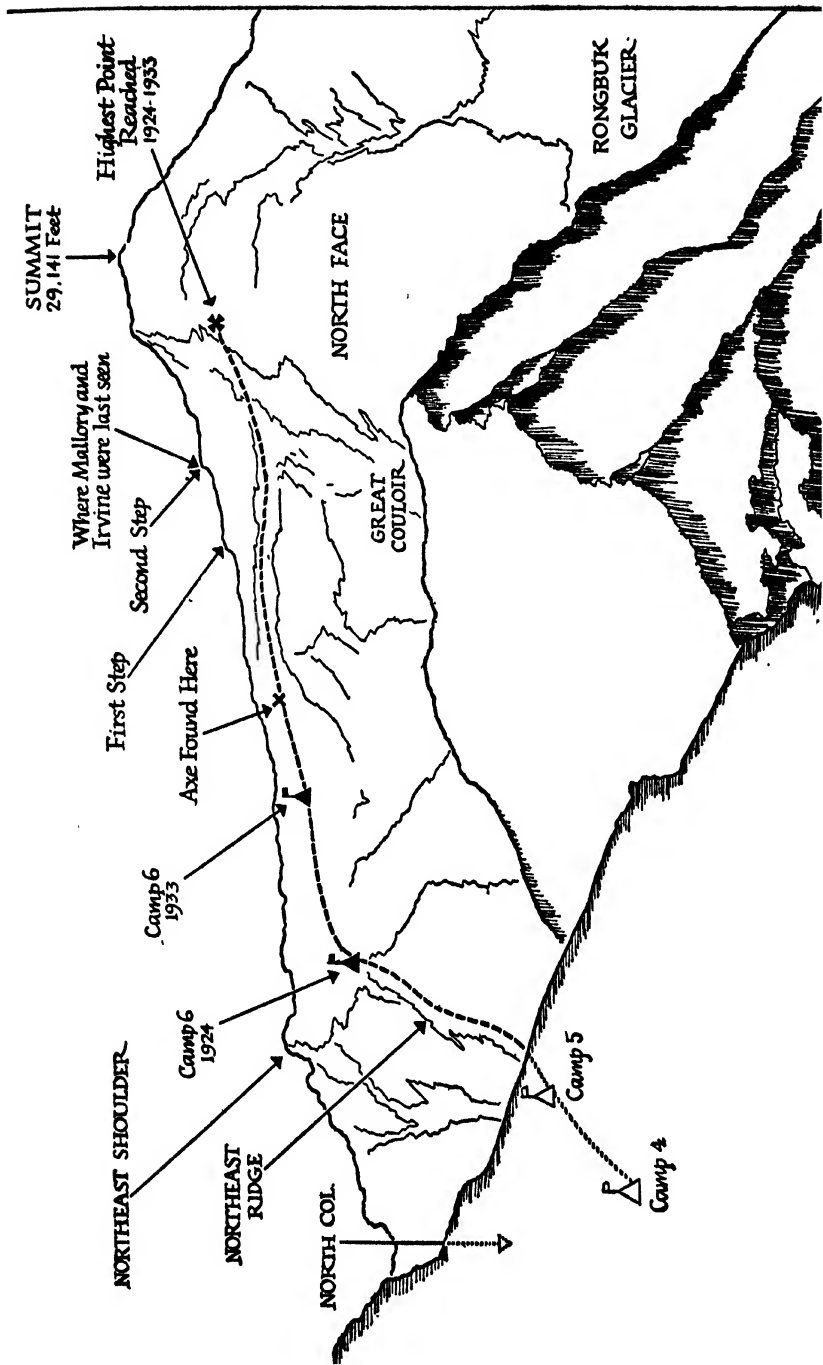 SUMMIT
29,141 Feet
Highest Point
Reached
1924-1933
Where Mallory and
Irvine were last seen
Second Step
First Step
Axe Found Here
Camp 6
1933
Camp 6
1924
NORTHEAST SHOULDER
NORTHEAST
RIDGE
NORTH COL.
NORTH FACE
GREAT
COULOIR
RONGBUK
GLACIER
Camp 5
Camp 4